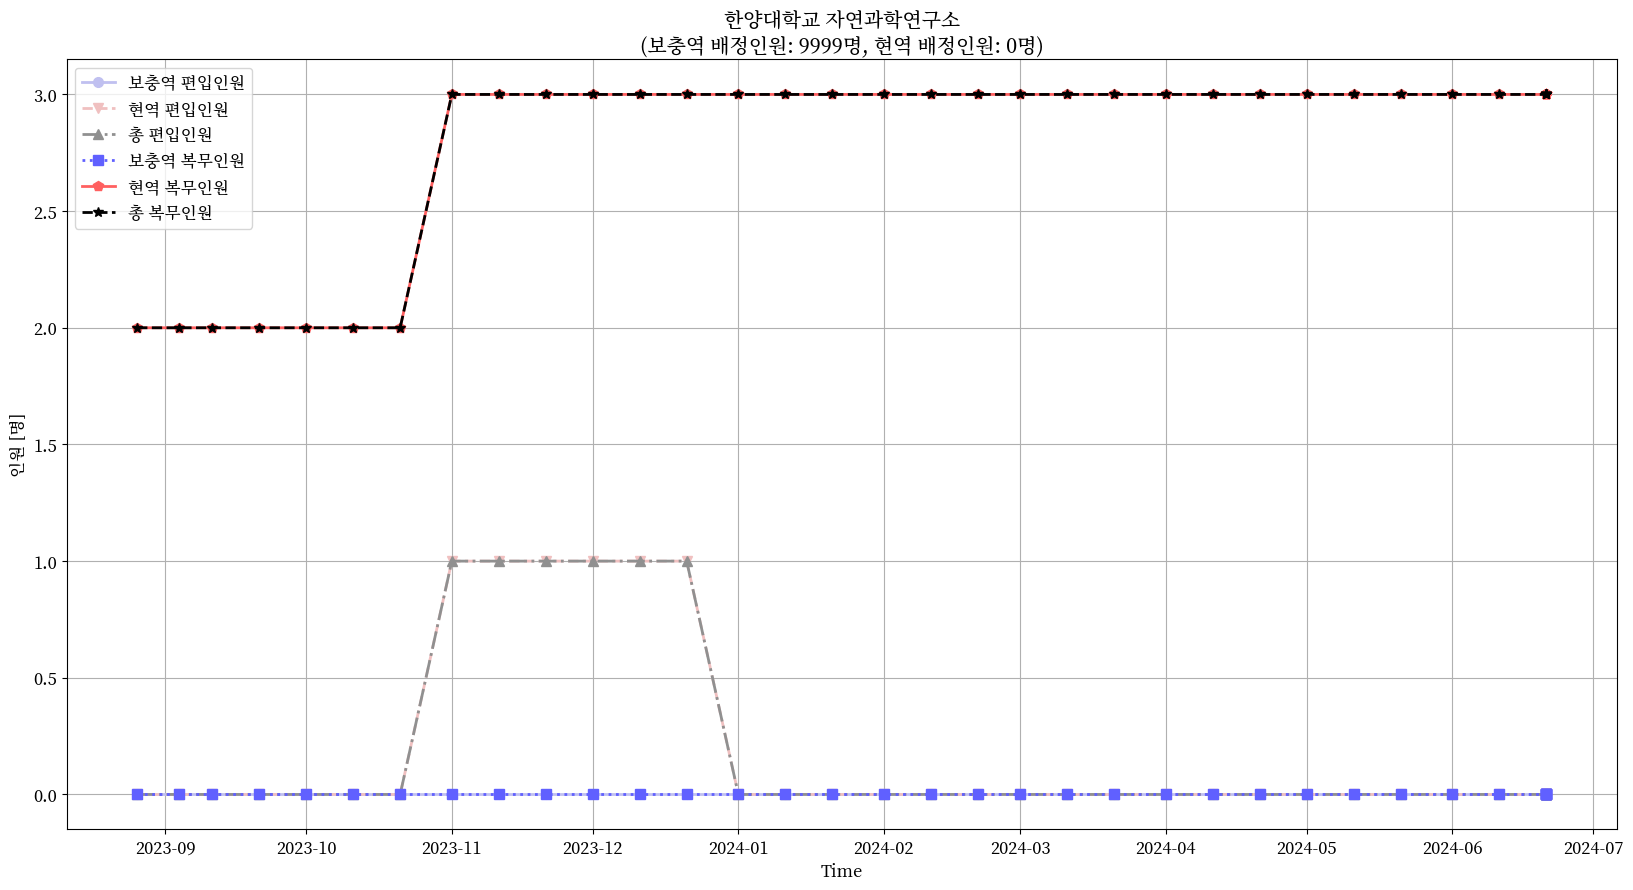 한양대학교 자연과학연구소
(보충역 배정인원: 9999명, 현역 배정인원: 0명)
보충역 편입인원
현역 편입인원
총 편입인원
보충역 복무인원
현역 복무인원
총 복무인원
인원 [명]
3.0
2.5
2.0
1.5
1.0
0.5
0.0
2023-09
2023-10
2023-11
2023-12
2024-01
2024-02
2024-03
2024-04
2024-05
2024-06
2024-07
Time